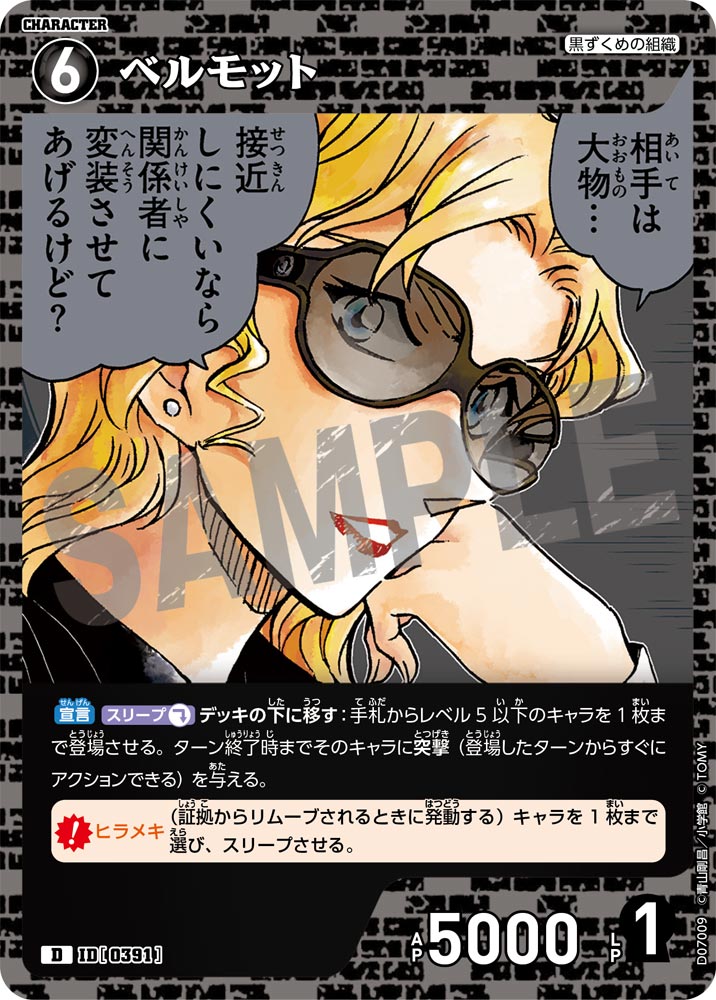 CHARACTER
6
ベルモット
黒ずくめの組織
相手は
大物…
接近
しにくいなら
関係者に
変装させて
あげるけど?
SAMPLE
宣言 スリープ デッキの下に移す:手札からレベル5以下のキャラを1枚ま
で登場させる。ターン終了時までそのキャラに突撃(登場したターンからすぐに
アクションできる)を与える。
ヒラメキ (証拠からリムーブされるときに発動する)キャラを1枚まで
選び、スリープさせる。
D ID[0391]
AP 5000 LP 1
D07009 ©青山剛昌/小学館 ©TOMY